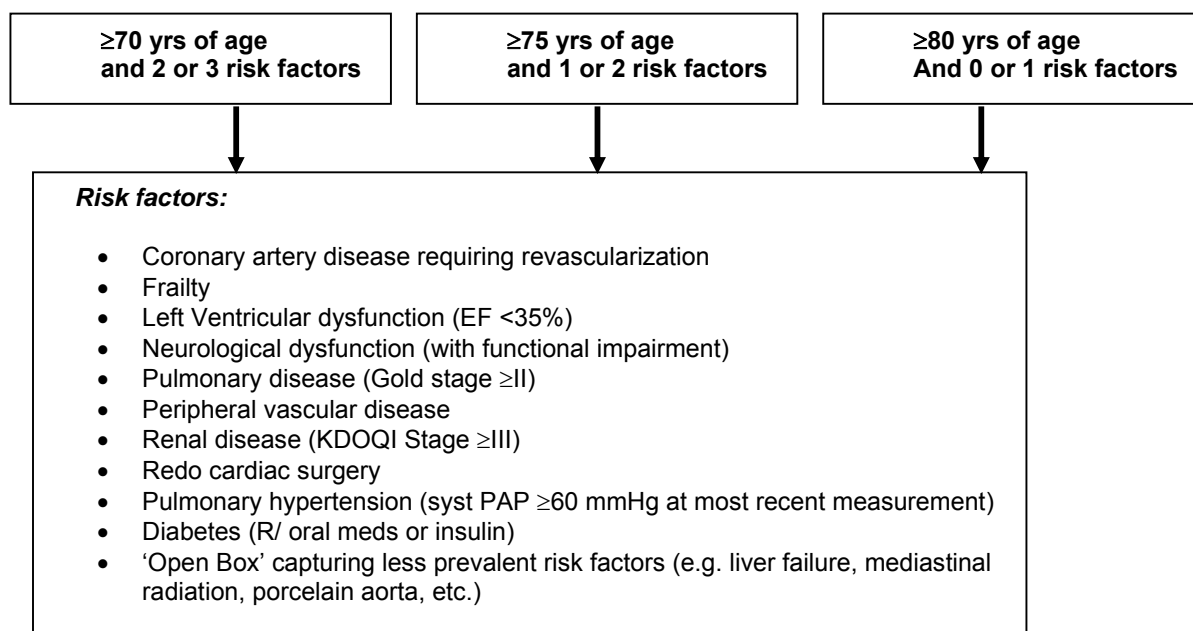 ≥70 yrs of age
and 2 or 3 risk factors
≥75 yrs of age
and 1 or 2 risk factors
≥80 yrs of age
And 0 or 1 risk factors
Risk factors:
• Coronary artery disease requiring revascularization
• Frailty
• Left Ventricular dysfunction (EF <35%)
• Neurological dysfunction (with functional impairment)
• Pulmonary disease (Gold stage ≥II)
• Peripheral vascular disease
• Renal disease (KDOQI Stage ≥III)
• Redo cardiac surgery
• Pulmonary hypertension (syst PAP ≥60 mmHg at most recent measurement)
• Diabetes (R/ oral meds or insulin)
• ‘Open Box’ capturing less prevalent risk factors (e.g. liver failure, mediastinal
radiation, porcelain aorta, etc.)